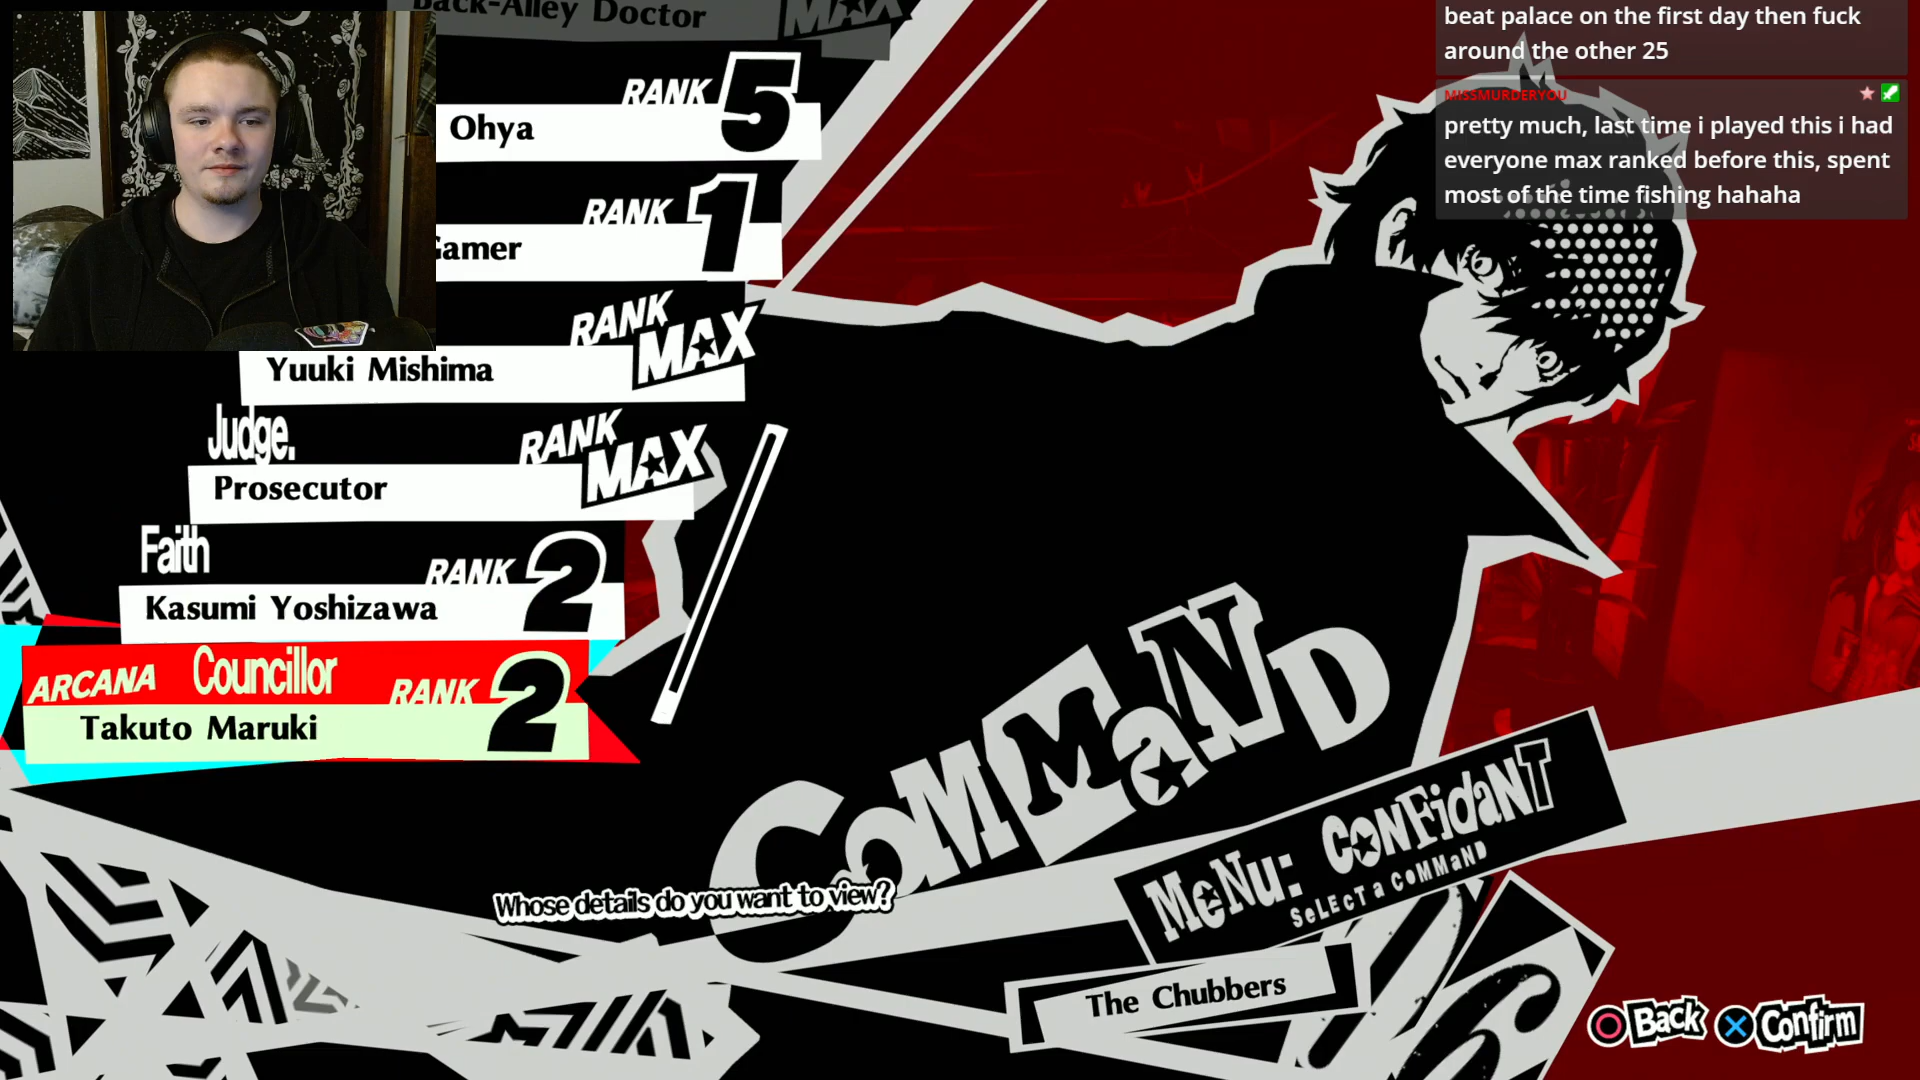 Back-Alley Doctor
MAX
RANK 5
Ohya
RANK 1
Gamer
RANK MAX
Yuuki Mishima
Judge.
RANK MAX
Prosecutor
Faith
RANK 2
Kasumi Yoshizawa
ARCANA Councillor RANK 2
Takuto Maruki
beat palace on the first day then fuck
around the other 25
MISSMURDERYOU
pretty much, last time i played this i had
everyone max ranked before this, spent
most of the time fishing hahaha
COMMaND
MeNu: CoNFidaNT
SeLEcT a CoMMaND
Whose details do you want to view?
The Chubbers
Back
Confirm